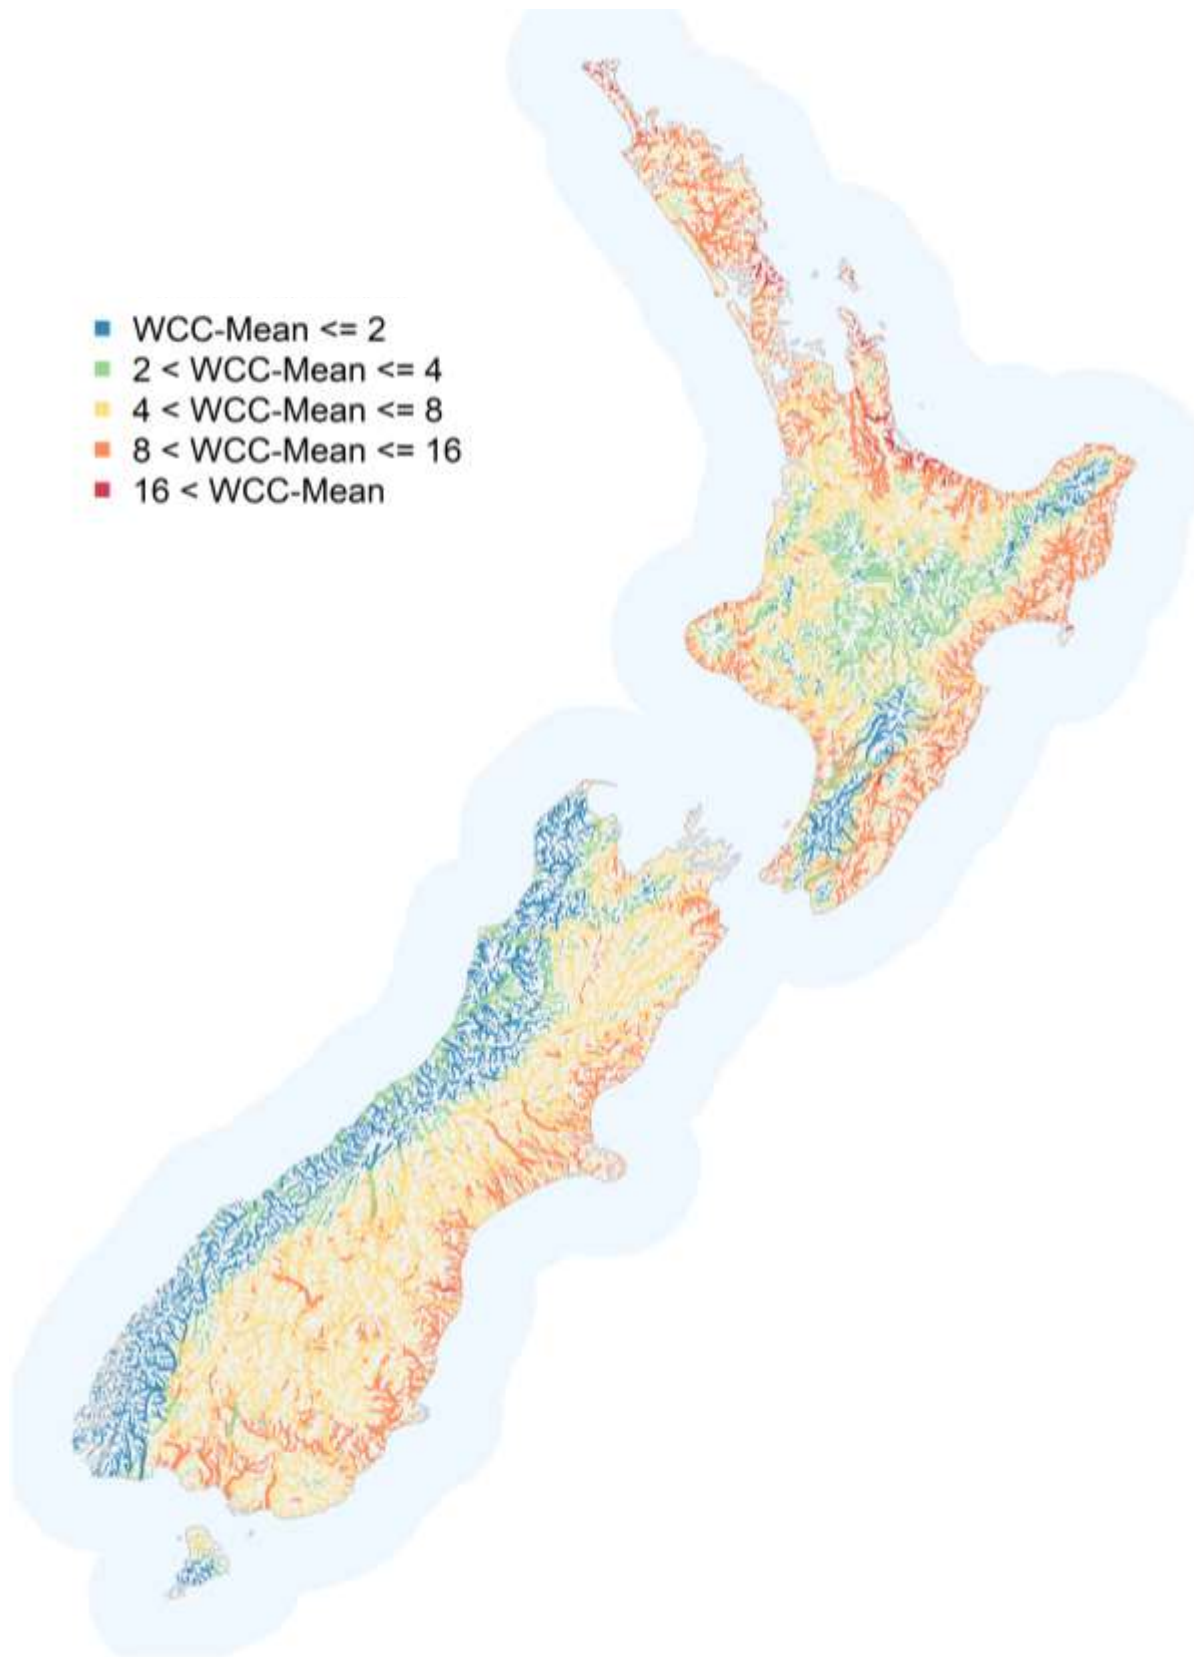 WCC-Mean <= 2
2 < WCC-Mean <= 4
4 < WCC-Mean <= 8
8 < WCC-Mean <= 16
16 < WCC-Mean